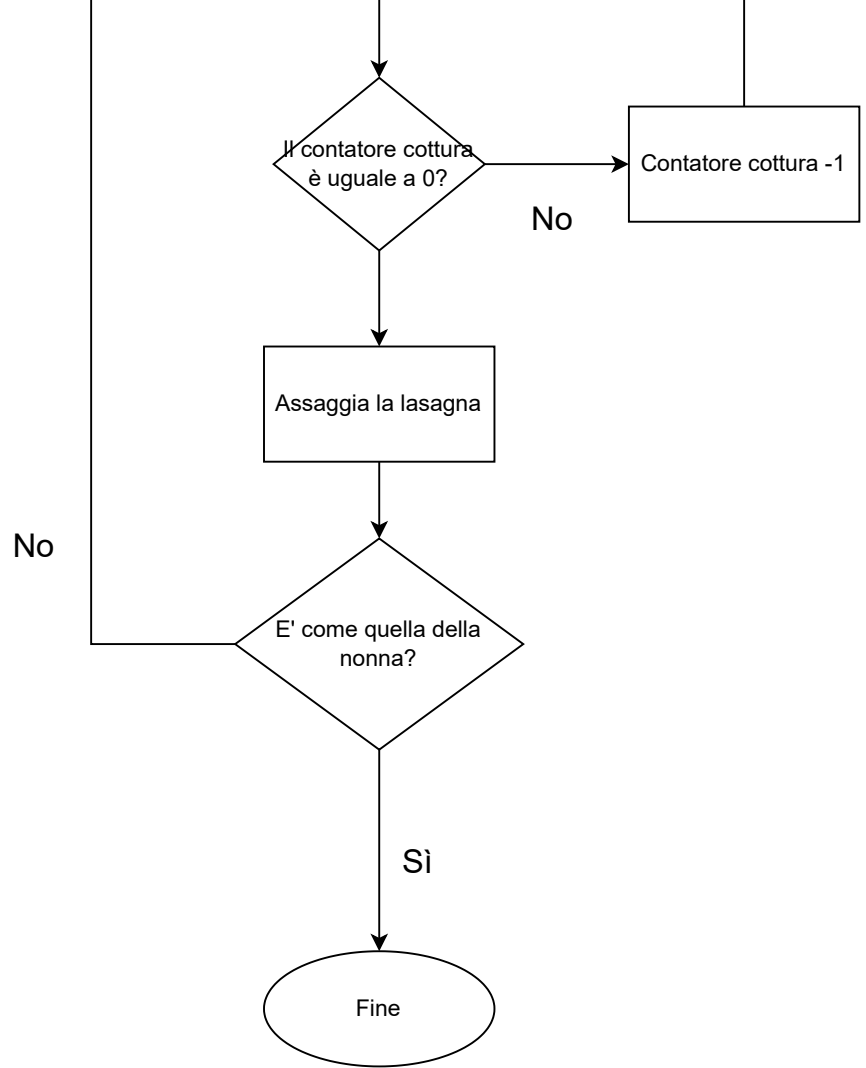 Il contatore cottura
è uguale a 0?
Contatore cottura -1
No
Assaggia la lasagna
No
E' come quella della
nonna?
Sì
Fine